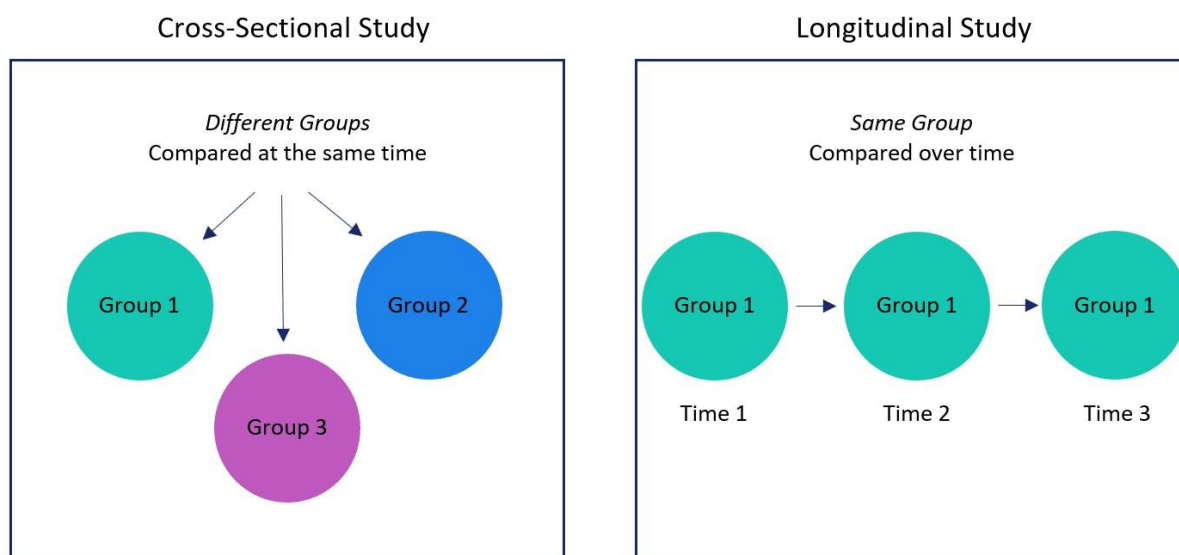 Cross-Sectional Study
Different Groups
Compared at the same time
Group 1
Group 2
Group 3
Longitudinal Study
Same Group
Compared over time
Group 1
Group 1
Group 1
Time 1
Time 2
Time 3